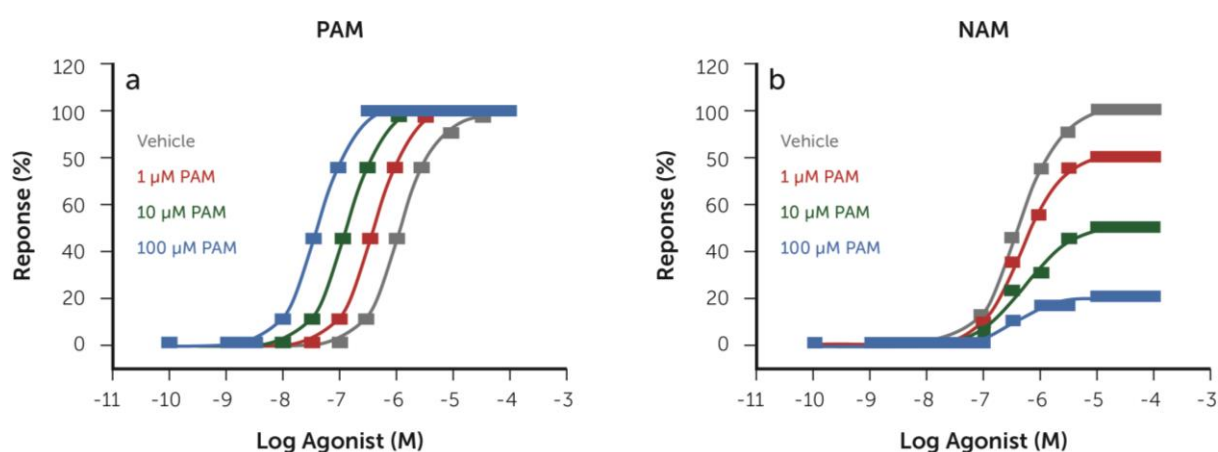 PAM
a
120
100
50
60
40
20
0
Reponse (%)
Vehicle
1 µM PAM
10 µM PAM
100 µM PAM
-11 -10 -9 -8 -7 -6 -5 -4 -3
Log Agonist (M)
NAM
b
120
100
50
60
40
20
0
Reponse (%)
Vehicle
1 µM PAM
10 µM PAM
100 µM PAM
-11 -10 -9 -8 -7 -6 -5 -4 -3
Log Agonist (M)